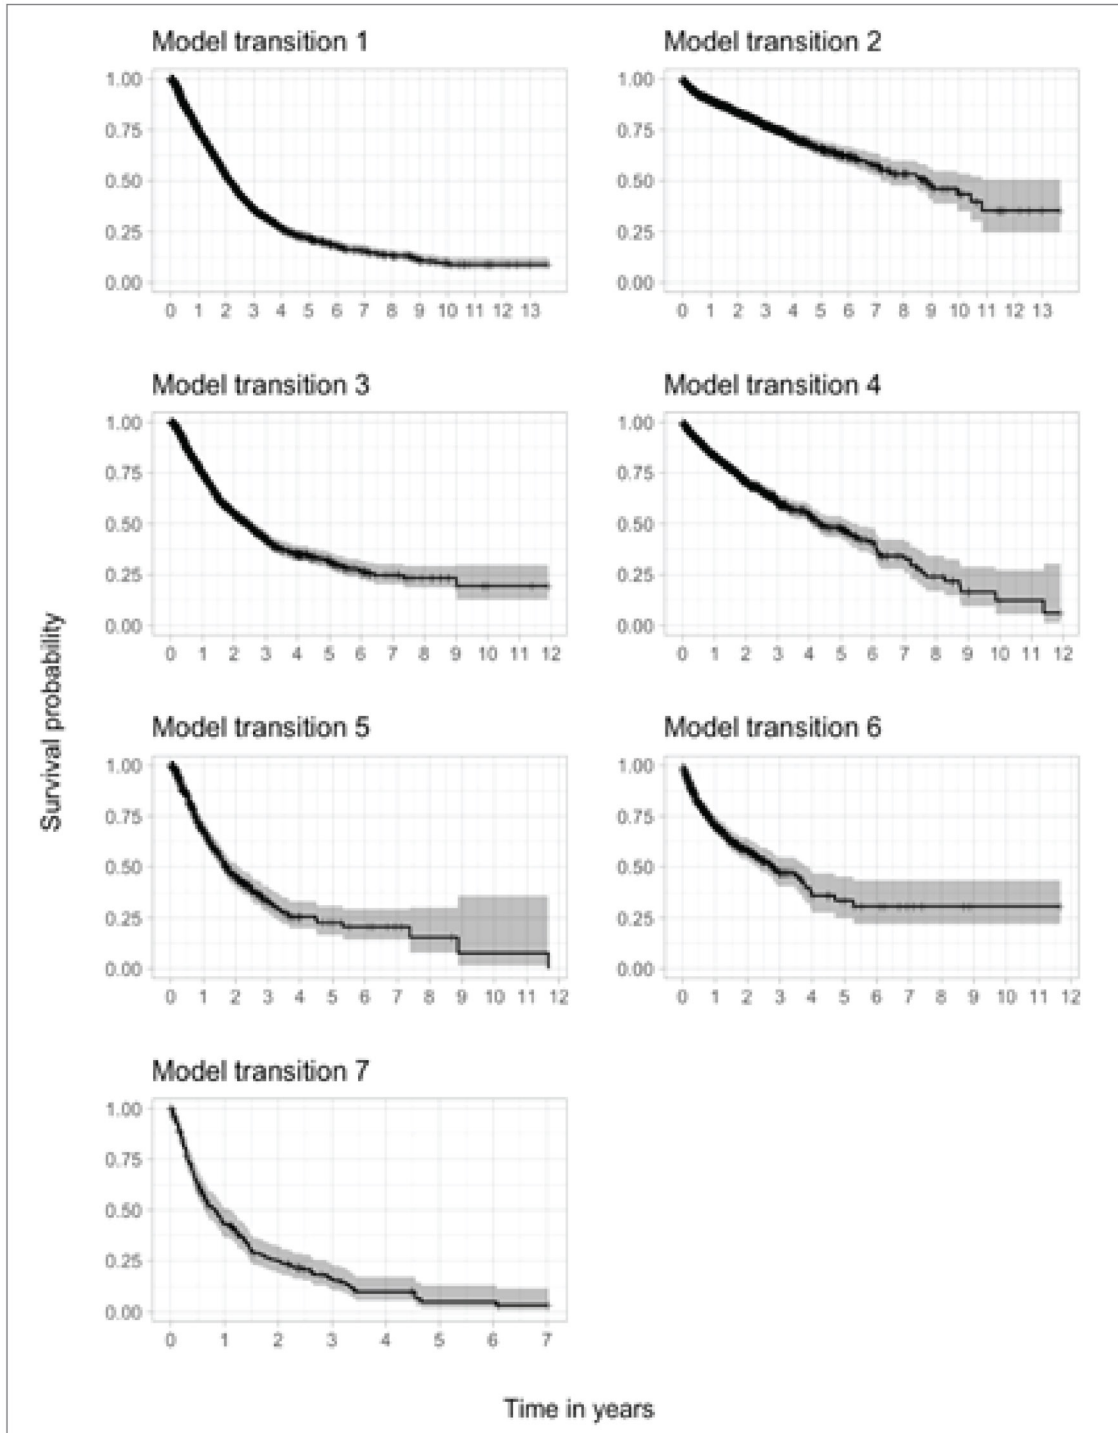 Model transition 1
1.00
0.75
0.50
0.25
0.00
0 1 2 3 4 5 6 7 8 9 10 11 12 13
Model transition 2
1.00
0.75
0.50
0.25
0.00
0 1 2 3 4 5 6 7 8 9 10 11 12 13
Model transition 3
1.00
0.75
0.50
0.25
0.00
0 1 2 3 4 5 6 7 8 9 10 11 12
Model transition 4
1.00
0.75
0.50
0.25
0.00
0 1 2 3 4 5 6 7 8 9 10 11 12
Survival probability
Model transition 5
1.00
0.75
0.50
0.25
0.00
0 1 2 3 4 5 6 7 8 9 10 11 12
Model transition 6
1.00
0.75
0.50
0.25
0.00
0 1 2 3 4 5 6 7 8 9 10 11 12
Model transition 7
1.00
0.75
0.50
0.25
0.00
0 1 2 3 4 5 6 7
Time in years